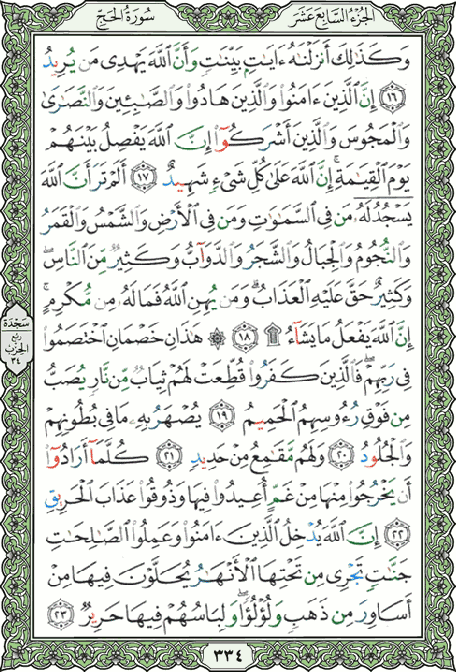 الجزء السابع عشر
سورة الحج
وَكَذَٰلِكَ أَنزَلْنَٰهُ ءَايَٰتٍۭ بَيِّنَٰتٍ وَأَنَّ ٱللَّهَ يَهْدِى مَن يُرِيدُ
١٦ إِنَّ ٱلَّذِينَ ءَامَنُوا۟ وَٱلَّذِينَ هَادُوا۟ وَٱلصَّٰبِـِٔينَ وَٱلنَّصَٰرَىٰ
وَٱلْمَجُوسَ وَٱلَّذِينَ أَشْرَكُوٓا۟ إِنَّ ٱللَّهَ يَفْصِلُ بَيْنَهُمْ
يَوْمَ ٱلْقِيَٰمَةِ ۚ إِنَّ ٱللَّهَ عَلَىٰ كُلِّ شَىْءٍ شَهِيدٌ ١٧ أَلَمْ تَرَ أَنَّ ٱللَّهَ
يَسْجُدُ لَهُۥ مَن فِى ٱلسَّمَٰوَٰتِ وَمَن فِى ٱلْأَرْضِ وَٱلشَّمْسُ وَٱلْقَمَرُ
وَٱلنُّجُومُ وَٱلْجِبَالُ وَٱلشَّجَرُ وَٱلدَّوَآبُّ وَكَثِيرٌ مِّنَ ٱلنَّاسِ ۖ
وَكَثِيرٌ حَقَّ عَلَيْهِ ٱلْعَذَابُ ۗ وَمَن يُهِنِ ٱللَّهُ فَمَا لَهُۥ مِن مُّكْرِمٍ ۚ
إِنَّ ٱللَّهَ يَفْعَلُ مَا يَشَآءُ ۩ ١٨ ۞ هَٰذَانِ خَصْمَانِ ٱخْتَصَمُوا۟
فِى رَبِّهِمْ ۖ فَٱلَّذِينَ كَفَرُوا۟ قُطِّعَتْ لَهُمْ ثِيَابٌ مِّن نَّارٍ يُصَبُّ
مِن فَوْقِ رُءُوسِهِمُ ٱلْحَمِيمُ ١٩ يُصْهَرُ بِهِۦ مَا فِى بُطُونِهِمْ
وَٱلْجُلُودُ ٢٠ وَلَهُم مَّقَٰمِعُ مِنْ حَدِيدٍ ٢١ كُلَّمَآ أَرَادُوٓا۟
أَن يَخْرُجُوا۟ مِنْهَا مِنْ غَمٍّ أُعِيدُوا۟ فِيهَا وَذُوقُوا۟ عَذَابَ ٱلْحَرِيقِ
٢٢ إِنَّ ٱللَّهَ يُدْخِلُ ٱلَّذِينَ ءَامَنُوا۟ وَعَمِلُوا۟ ٱلصَّٰلِحَٰتِ
جَنَّٰتٍ تَجْرِى مِن تَحْتِهَا ٱلْأَنْهَٰرُ يُحَلَّوْنَ فِيهَا مِنْ
أَسَاوِرَ مِن ذَهَبٍ وَلُؤْلُؤًا ۖ وَلِبَاسُهُمْ فِيهَا حَرِيرٌ ٢٣
سجدة
ربع
الحزب
٣٤
٣٣٤